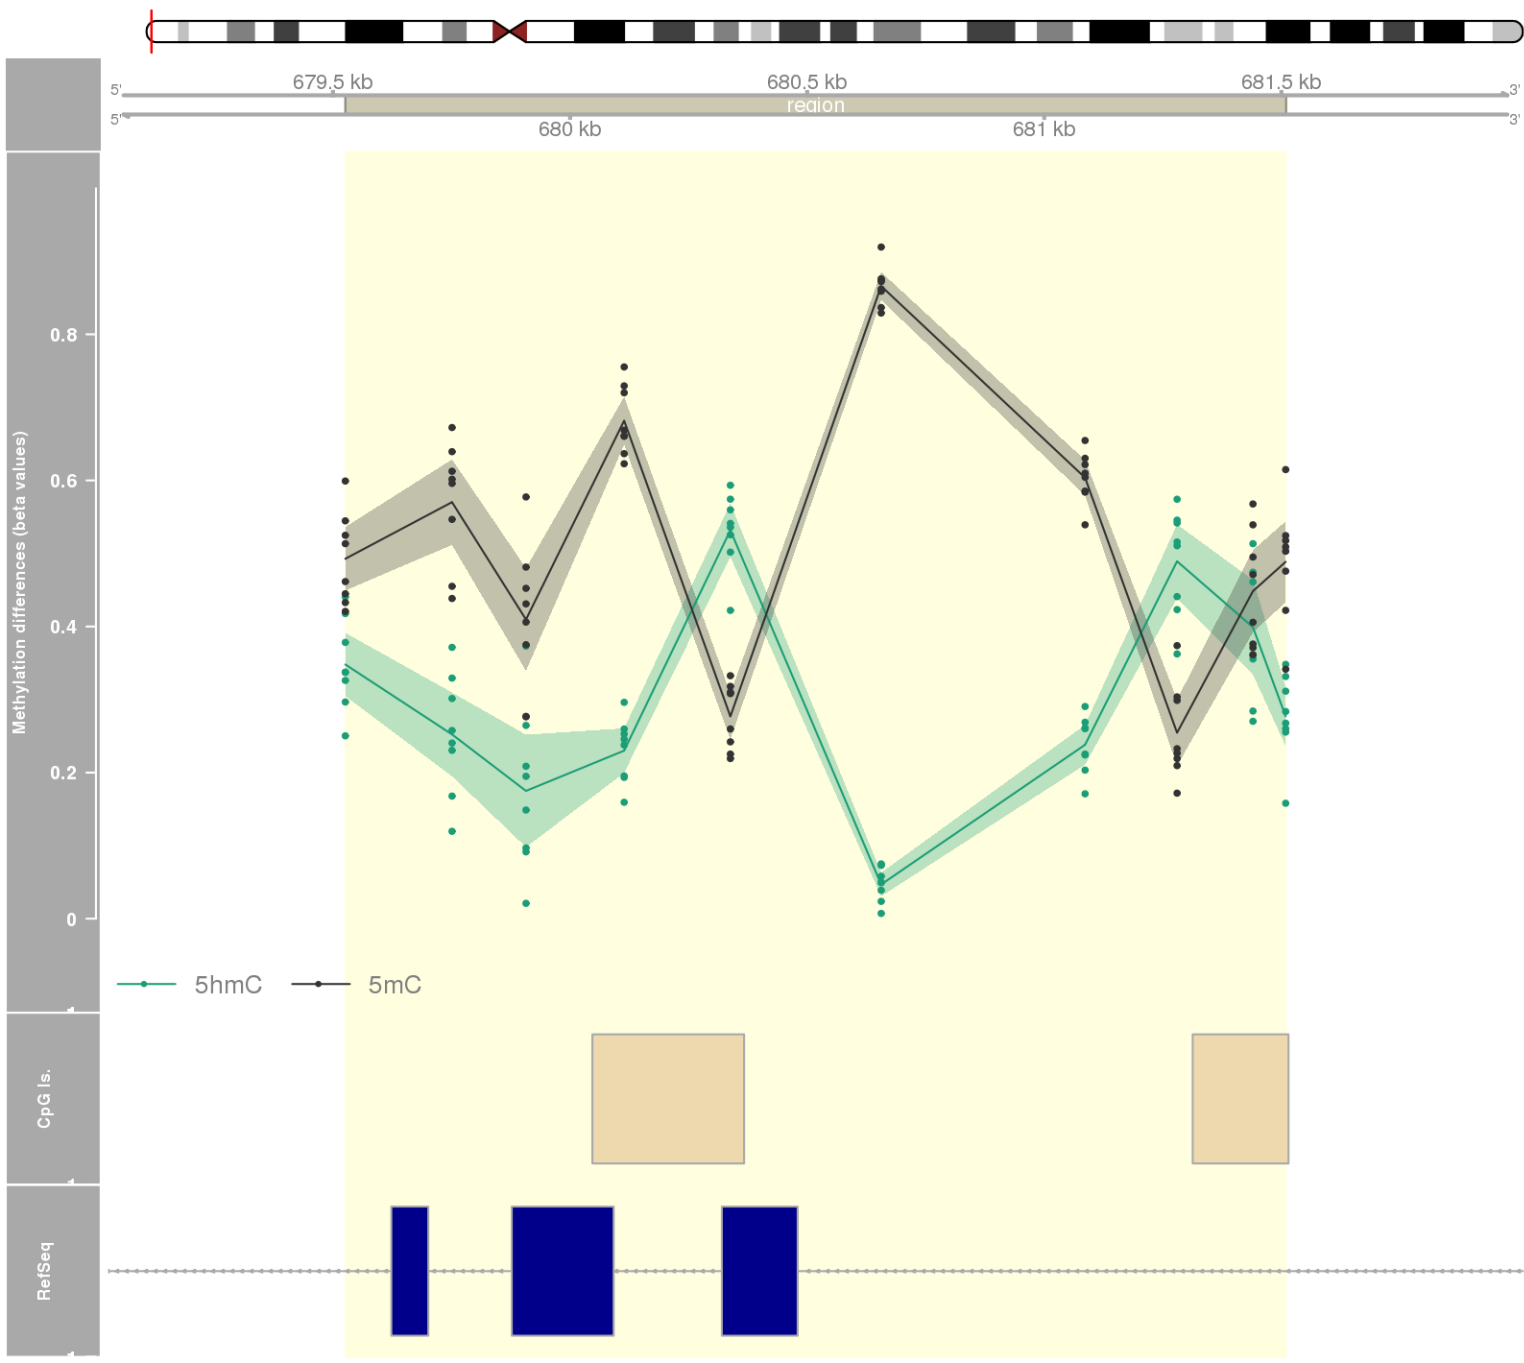 679.5 kb 680.5 kb 681.5 kb
5' 3'
region
5' 3'
680 kb 681 kb
Methylation differences (beta values)
0.8
0.6
0.4
0.2
0
5hmC 5mC
CpG Is.
RefSeq